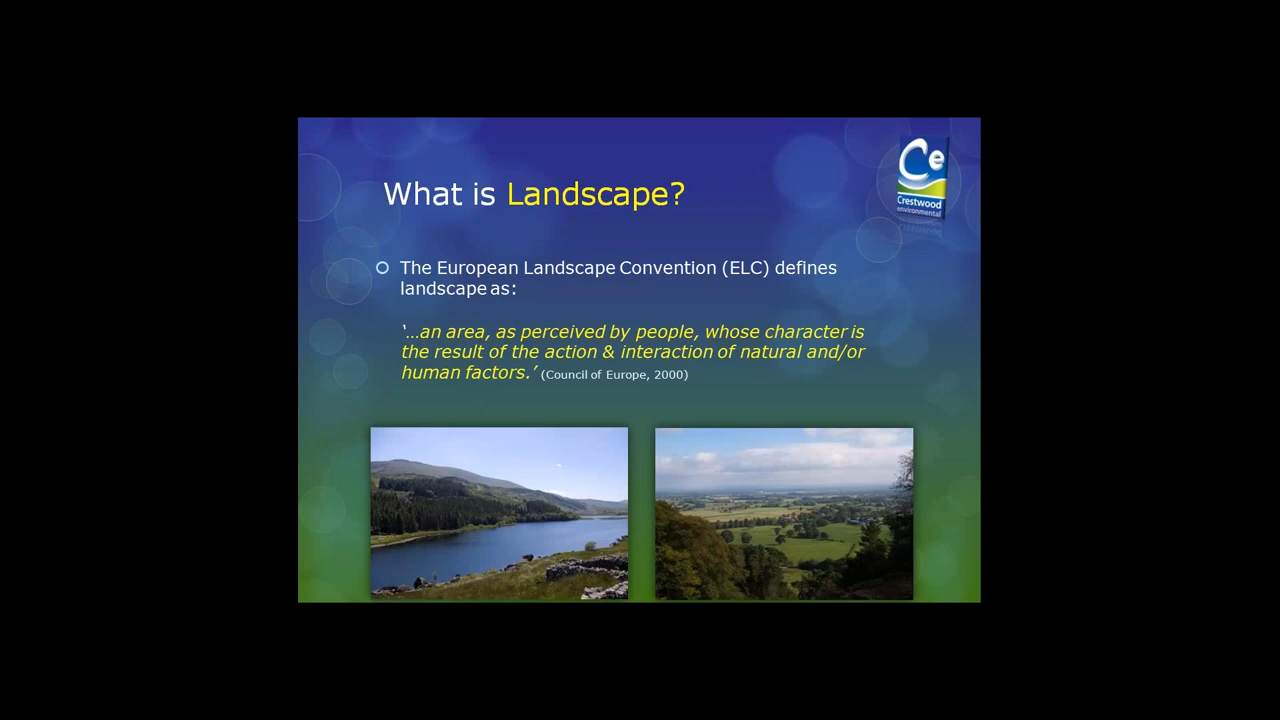 Ce
Crestwood
environmental
What is Landscape?
The European Landscape Convention (ELC) defines
landscape as:
‘…an area, as perceived by people, whose character is
the result of the action & interaction of natural and/or
human factors.’ (Council of Europe, 2000)